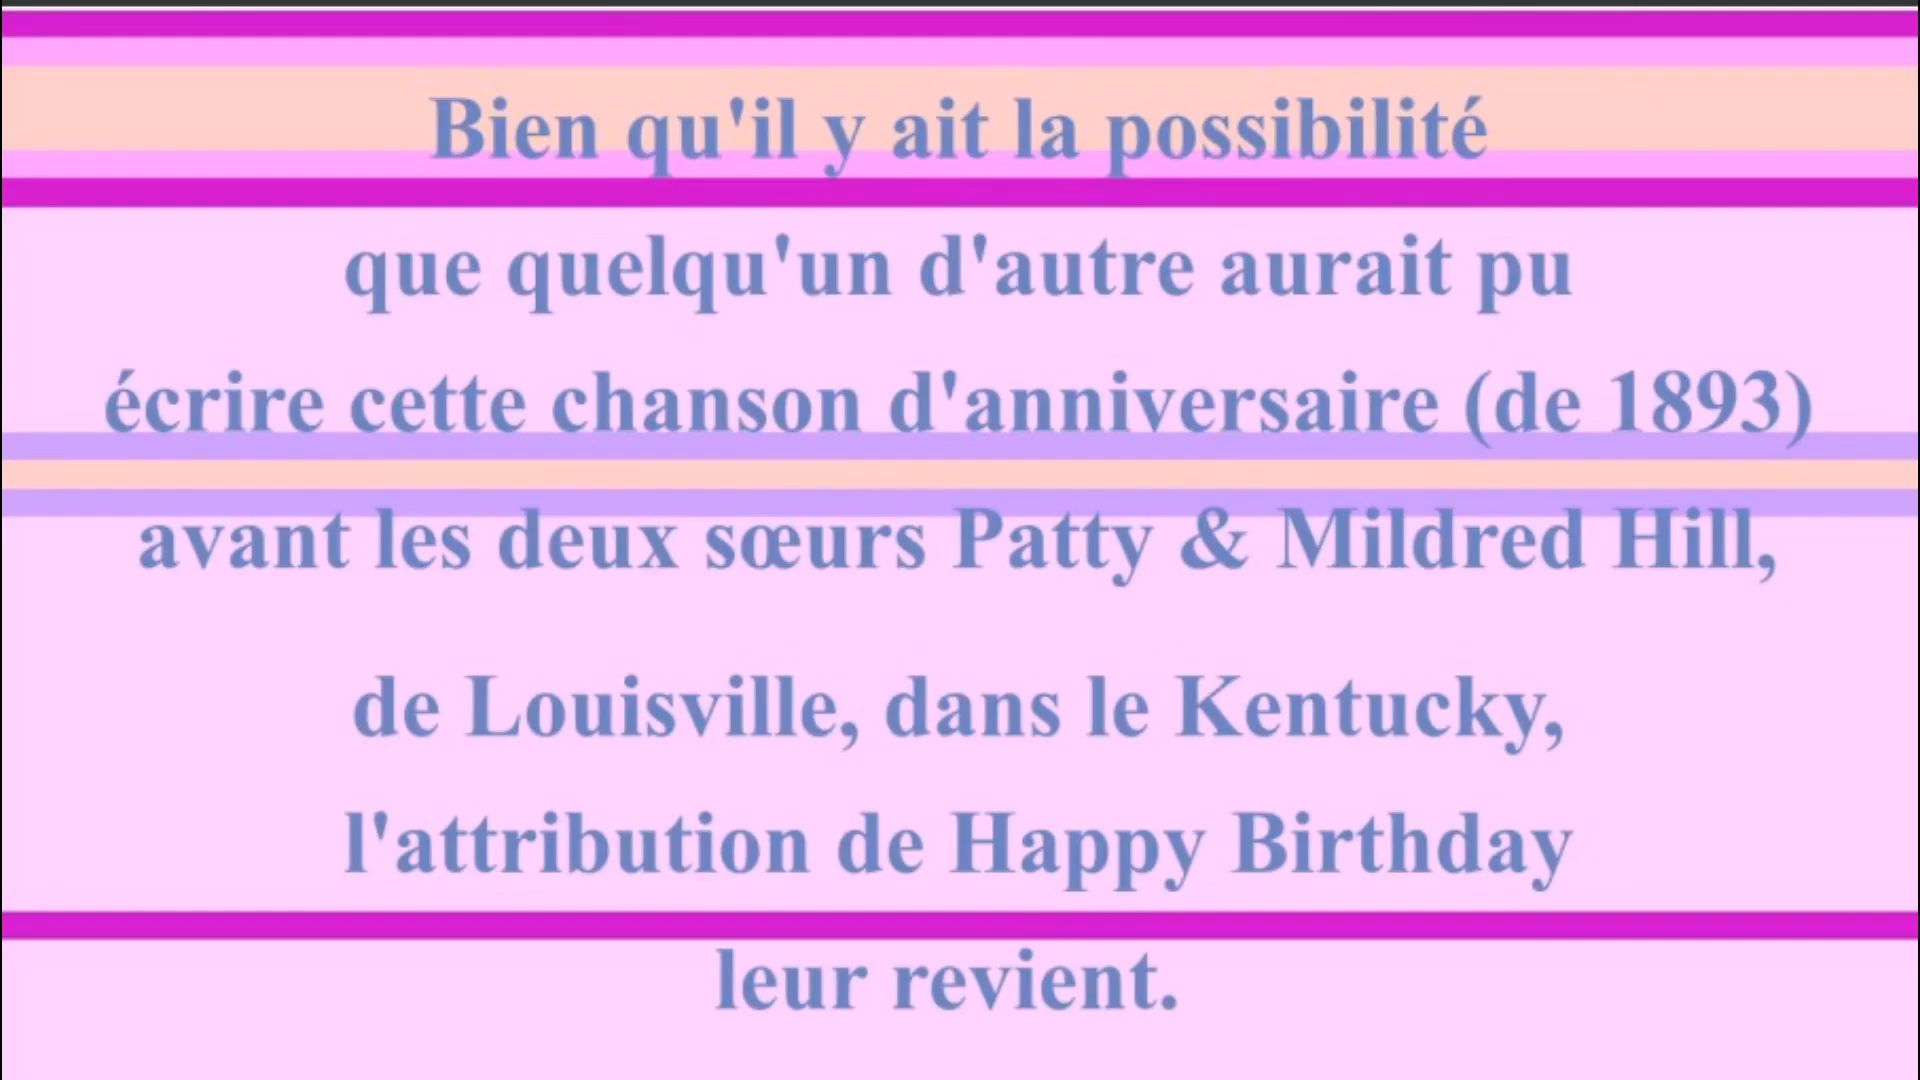 Bien qu'il y ait la possibilité
que quelqu'un d'autre aurait pu
écrire cette chanson d'anniversaire (de 1893)
avant les deux sœurs Patty & Mildred Hill,
de Louisville, dans le Kentucky,
l'attribution de Happy Birthday
leur revient.